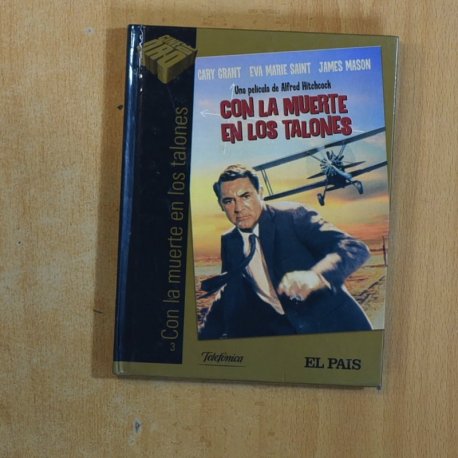 CARY GRANT EVA MARIE SAINT JAMES MASON
Una película de Alfred Hitchcock
CON LA MUERTE
EN LOS TALONES
3 Con la muerte en los talones
Telefónica
EL PAIS
ORO